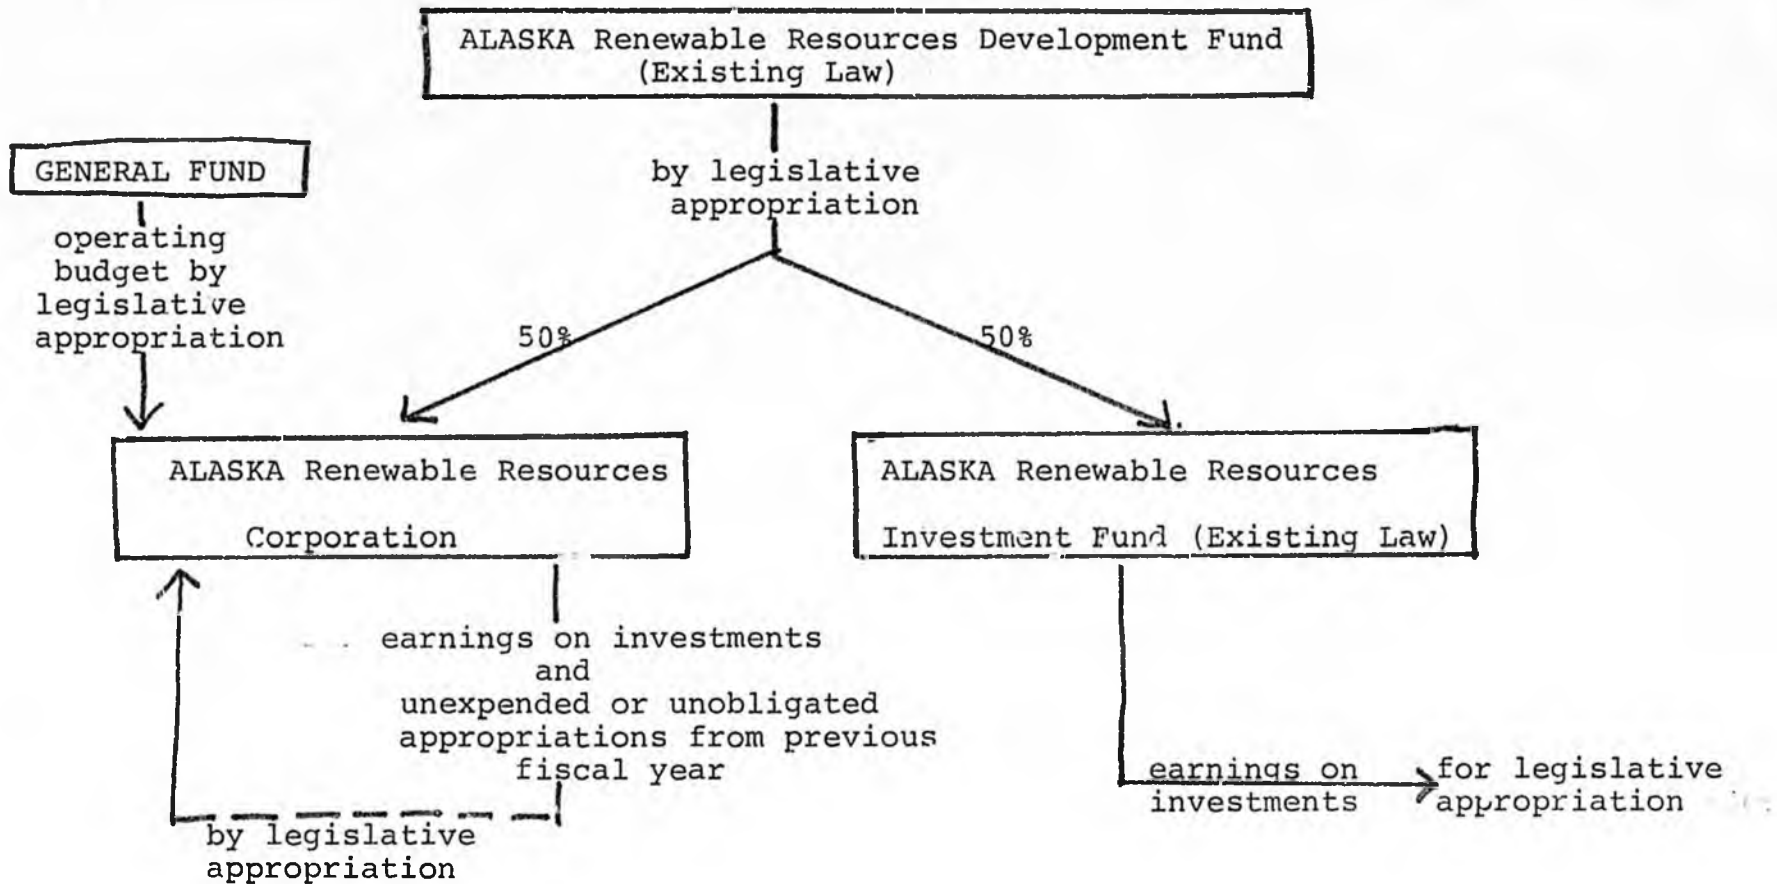 ALASKA Renewable Resources Development Fund
(Existing Law)
by legislative
appropriation
GENERAL FUND
operating
budget by
legislative
appropriation
50%
50%
ALASKA Renewable Resources
Corporation
ALASKA Renewable Resources
Investment Fund (Existing Law)
earnings on investments
and
unexpended or unobligated
appropriations from previous
fiscal year
by legislative
appropriation
earnings on
investments
for legislative
appropriation